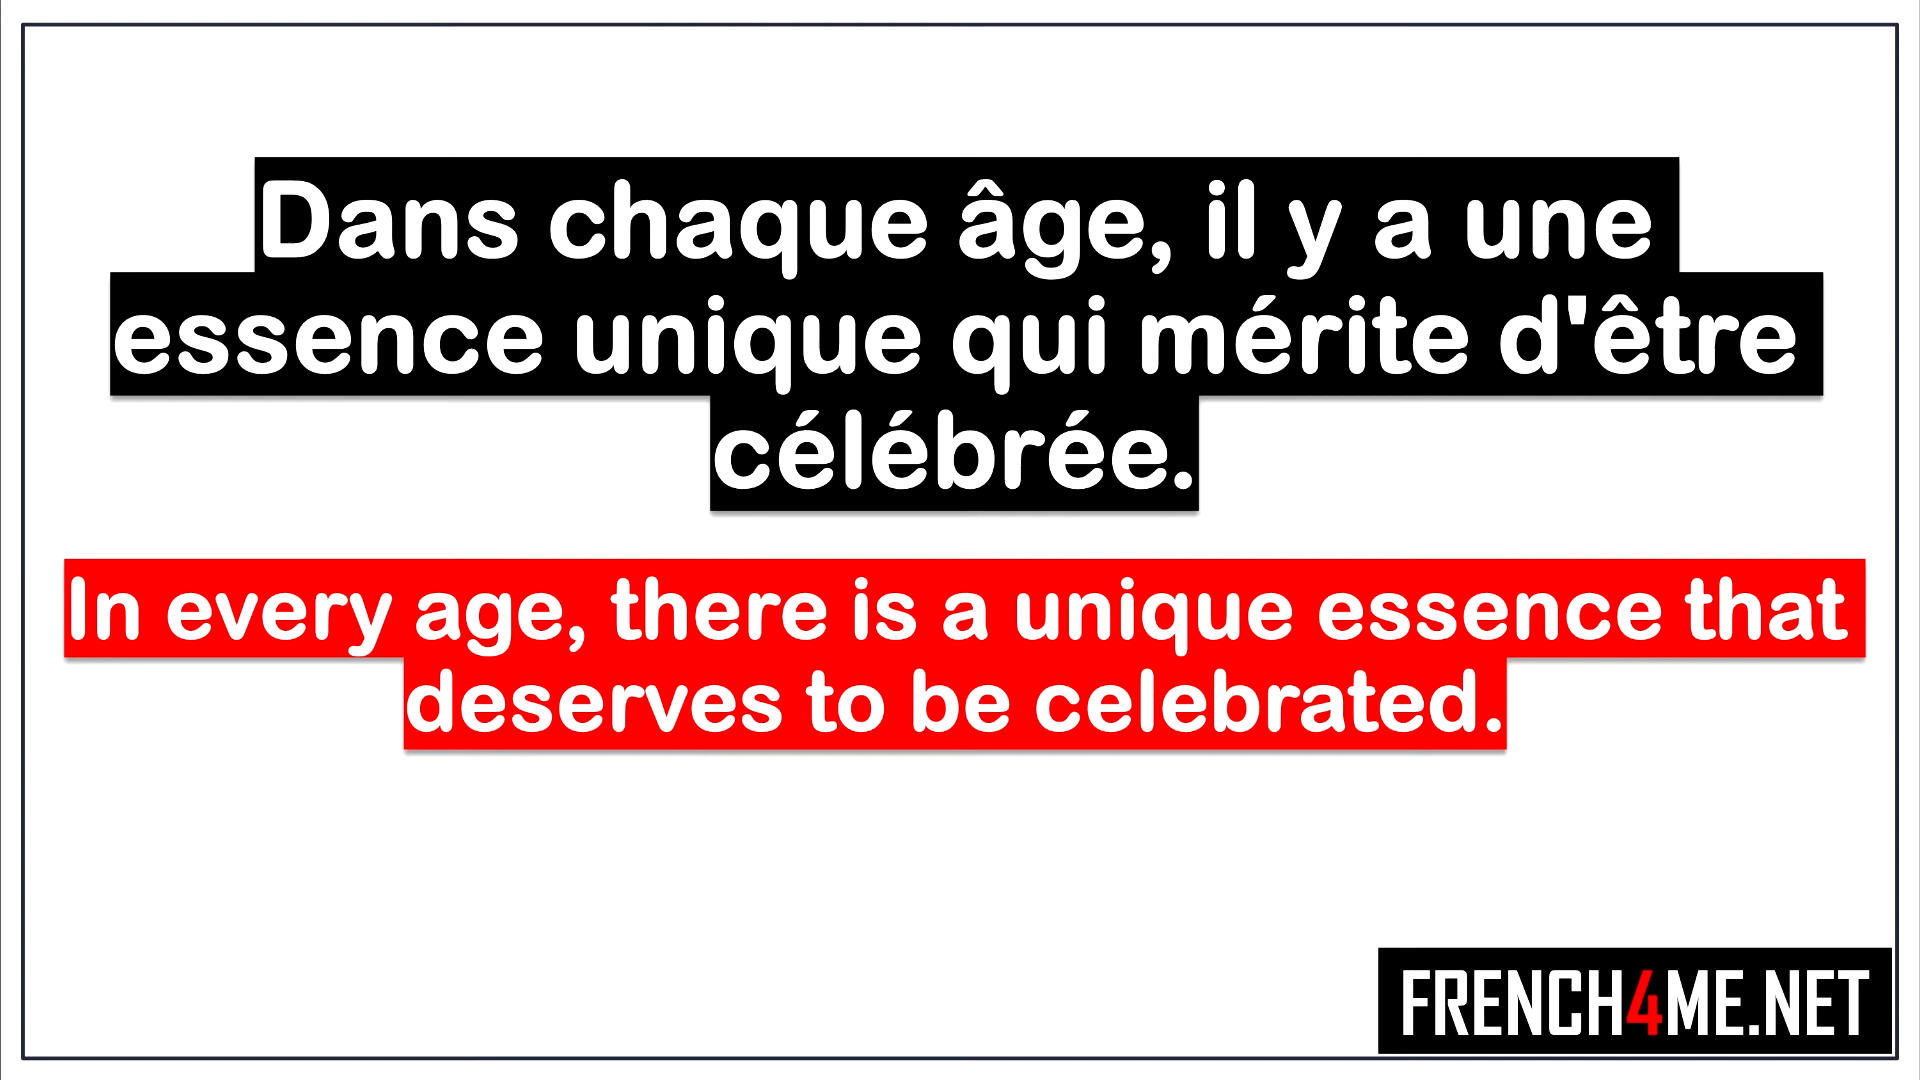 Dans chaque âge, il y a une
essence unique qui mérite d'être
célébrée.
In every age, there is a unique essence that
deserves to be celebrated.
FRENCH4ME.NET